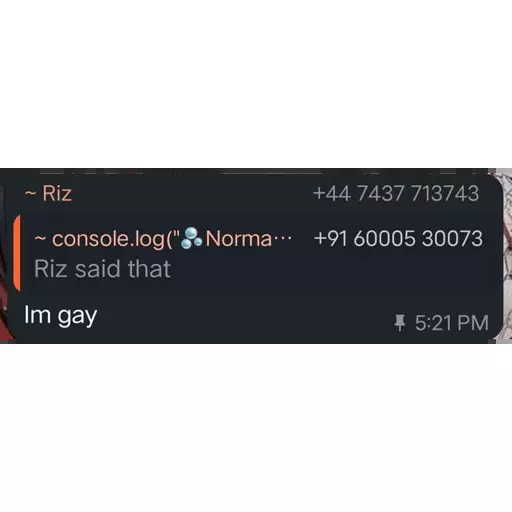 ~ Riz +44 7437 713743
~ console.log("🫧Norma··· +91 60005 30073
Riz said that
Im gay
5:21 PM